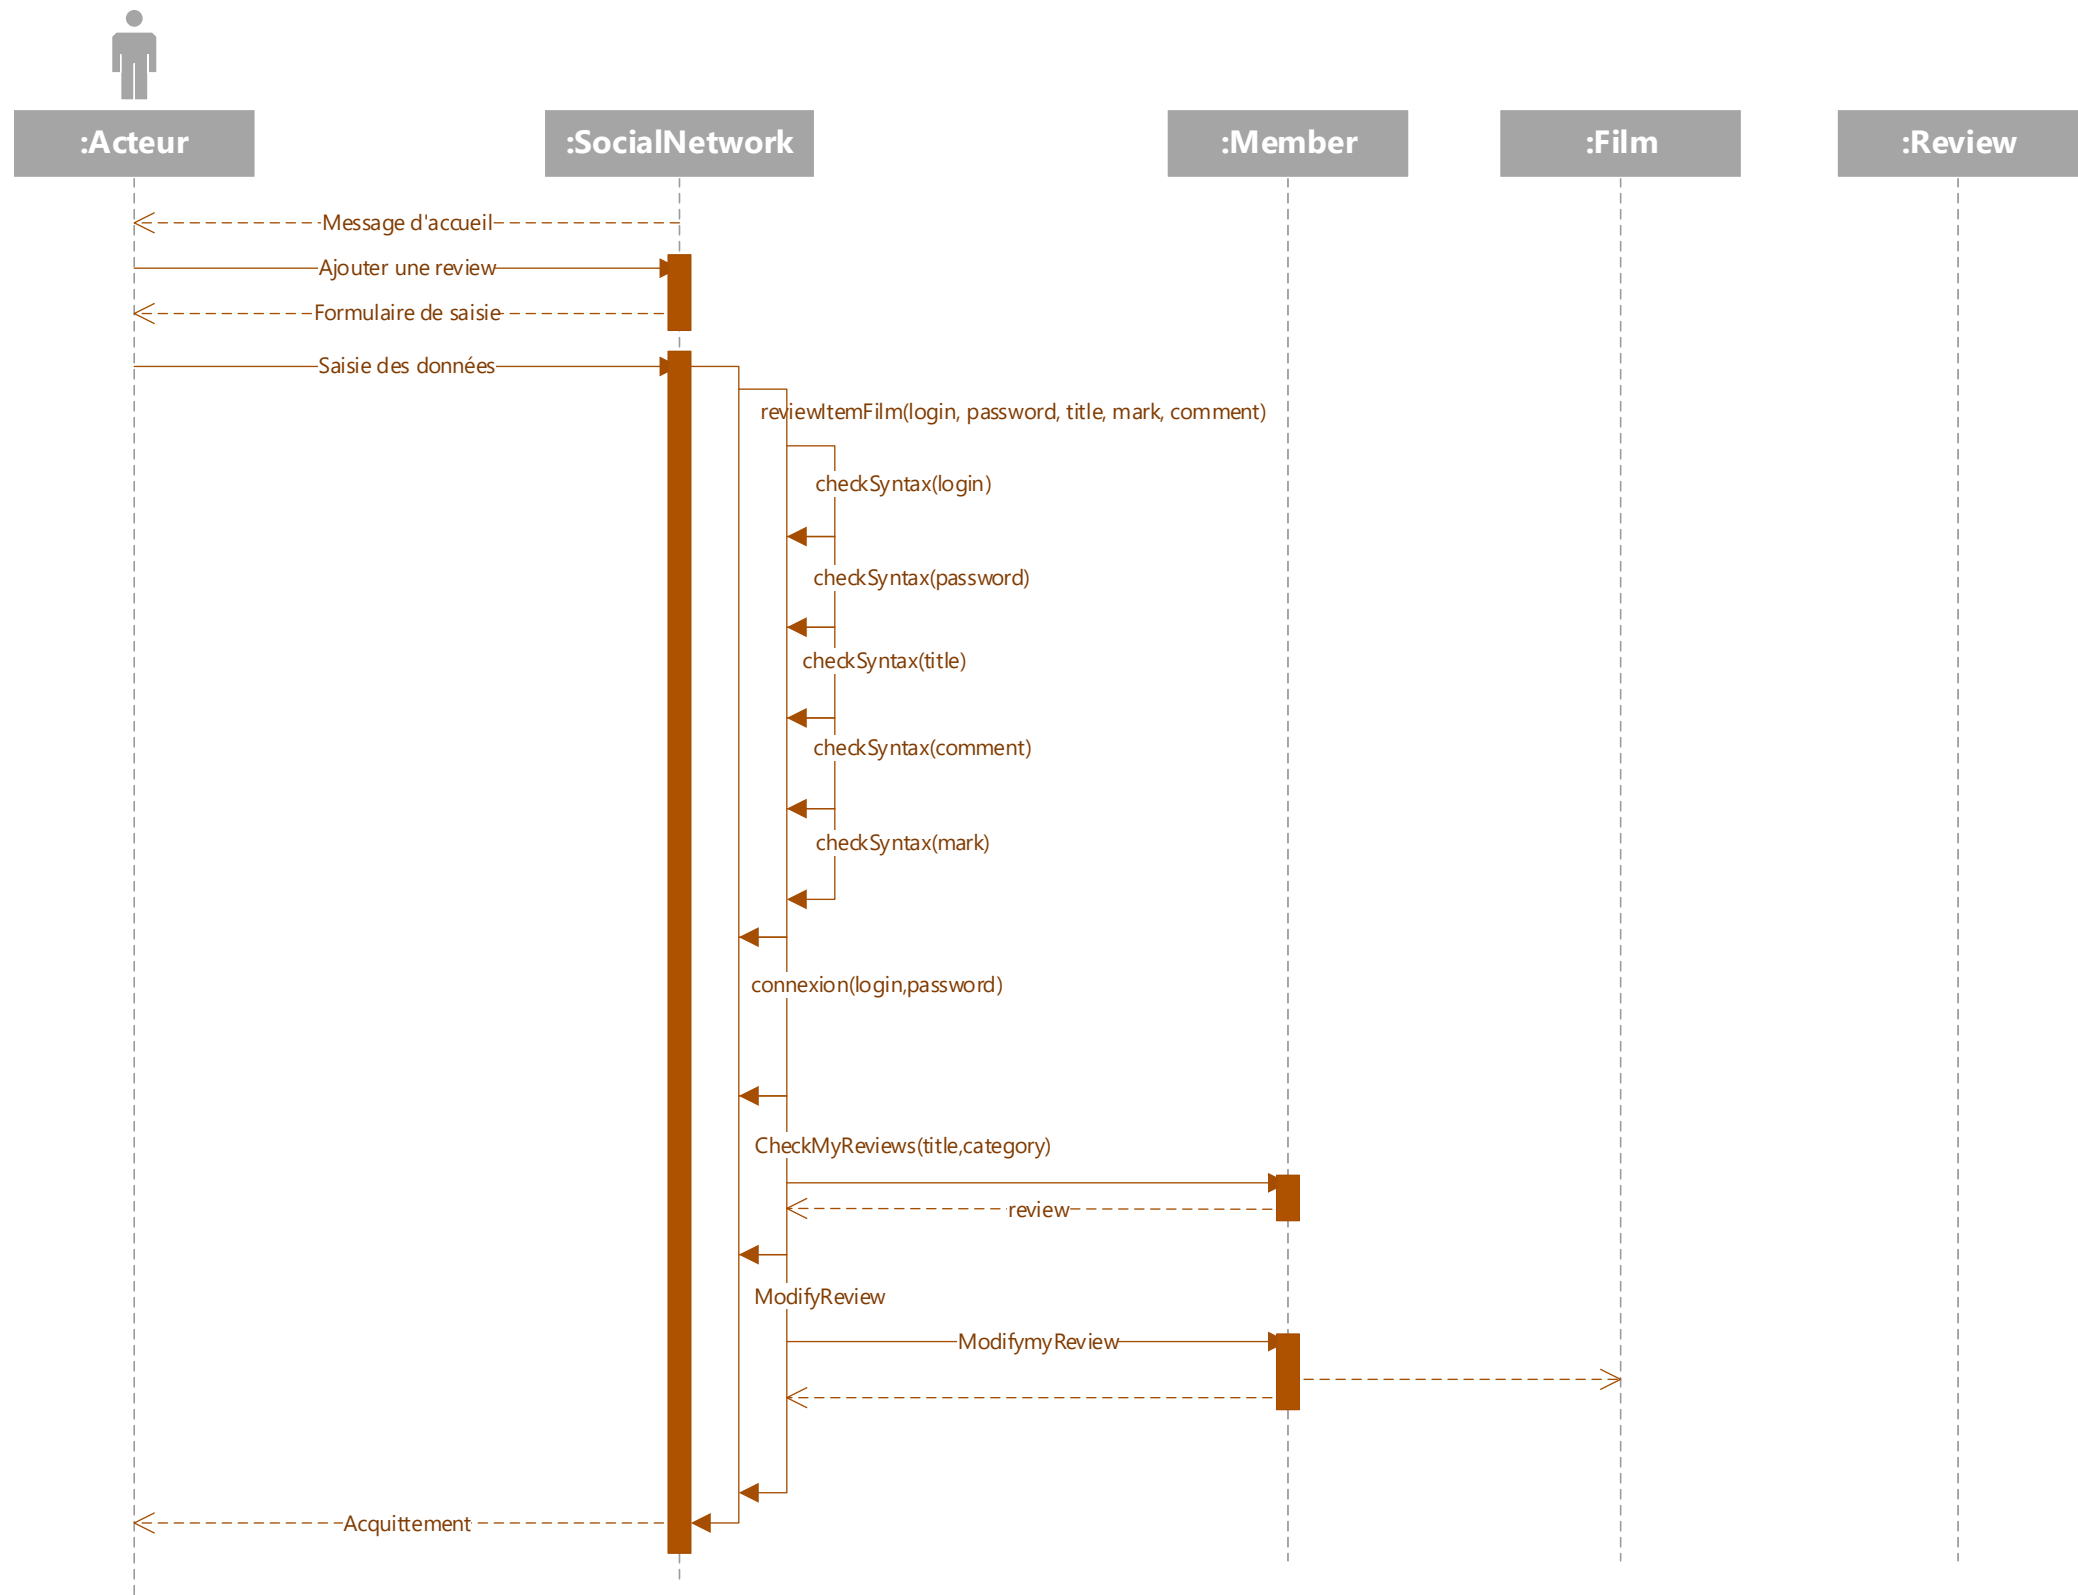 :Acteur
:SocialNetwork
:Member
:Film
:Review
Message d'accueil
Ajouter une review
Formulaire de saisie
Saisie des données
reviewItemFilm(login, password, title, mark, comment)
checkSyntax(login)
checkSyntax(password)
checkSyntax(title)
checkSyntax(comment)
checkSyntax(mark)
connexion(login,password)
CheckMyReviews(title,category)
review
ModifyReview
ModifymyReview
Acquittement